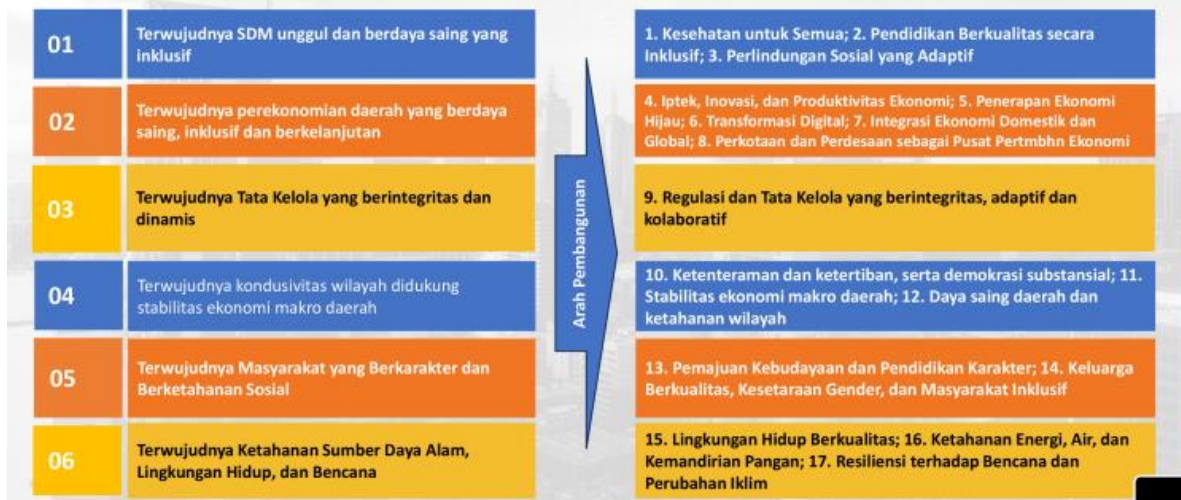 01
Terwujudnya SDM unggul dan berdaya saing yang
inklusif
1. Kesehatan untuk Semua; 2. Pendidikan Berkualitas secara
Inklusif; 3. Perlindungan Sosial yang Adaptif
02
Terwujudnya perekonomian daerah yang berdaya
saing, inklusif dan berkelanjutan
4. Iptek, Inovasi, dan Produktivitas Ekonomi; 5. Penerapan Ekonomi
Hijau; 6. Transformasi Digital; 7. Integrasi Ekonomi Domestik dan
Global; 8. Perkotaan dan Perdesaan sebagai Pusat Pertmbhn Ekonomi
03
Terwujudnya Tata Kelola yang berintegritas dan
dinamis
9. Regulasi dan Tata Kelola yang berintegritas, adaptif dan
kolaboratif
Arah Pembangunan
04
Terwujudnya kondusivitas wilayah didukung
stabilitas ekonomi makro daerah
10. Ketenteraman dan ketertiban, serta demokrasi substansial; 11.
Stabilitas ekonomi makro daerah; 12. Daya saing daerah dan
ketahanan wilayah
05
Terwujudnya Masyarakat yang Berkarakter dan
Berketahanan Sosial
13. Pemajuan Kebudayaan dan Pendidikan Karakter; 14. Keluarga
Berkualitas, Kesetaraan Gender, dan Masyarakat Inklusif
06
Terwujudnya Ketahanan Sumber Daya Alam,
Lingkungan Hidup, dan Bencana
15. Lingkungan Hidup Berkualitas; 16. Ketahanan Energi, Air, dan
Kemandirian Pangan; 17. Resiliensi terhadap Bencana dan
Perubahan Iklim